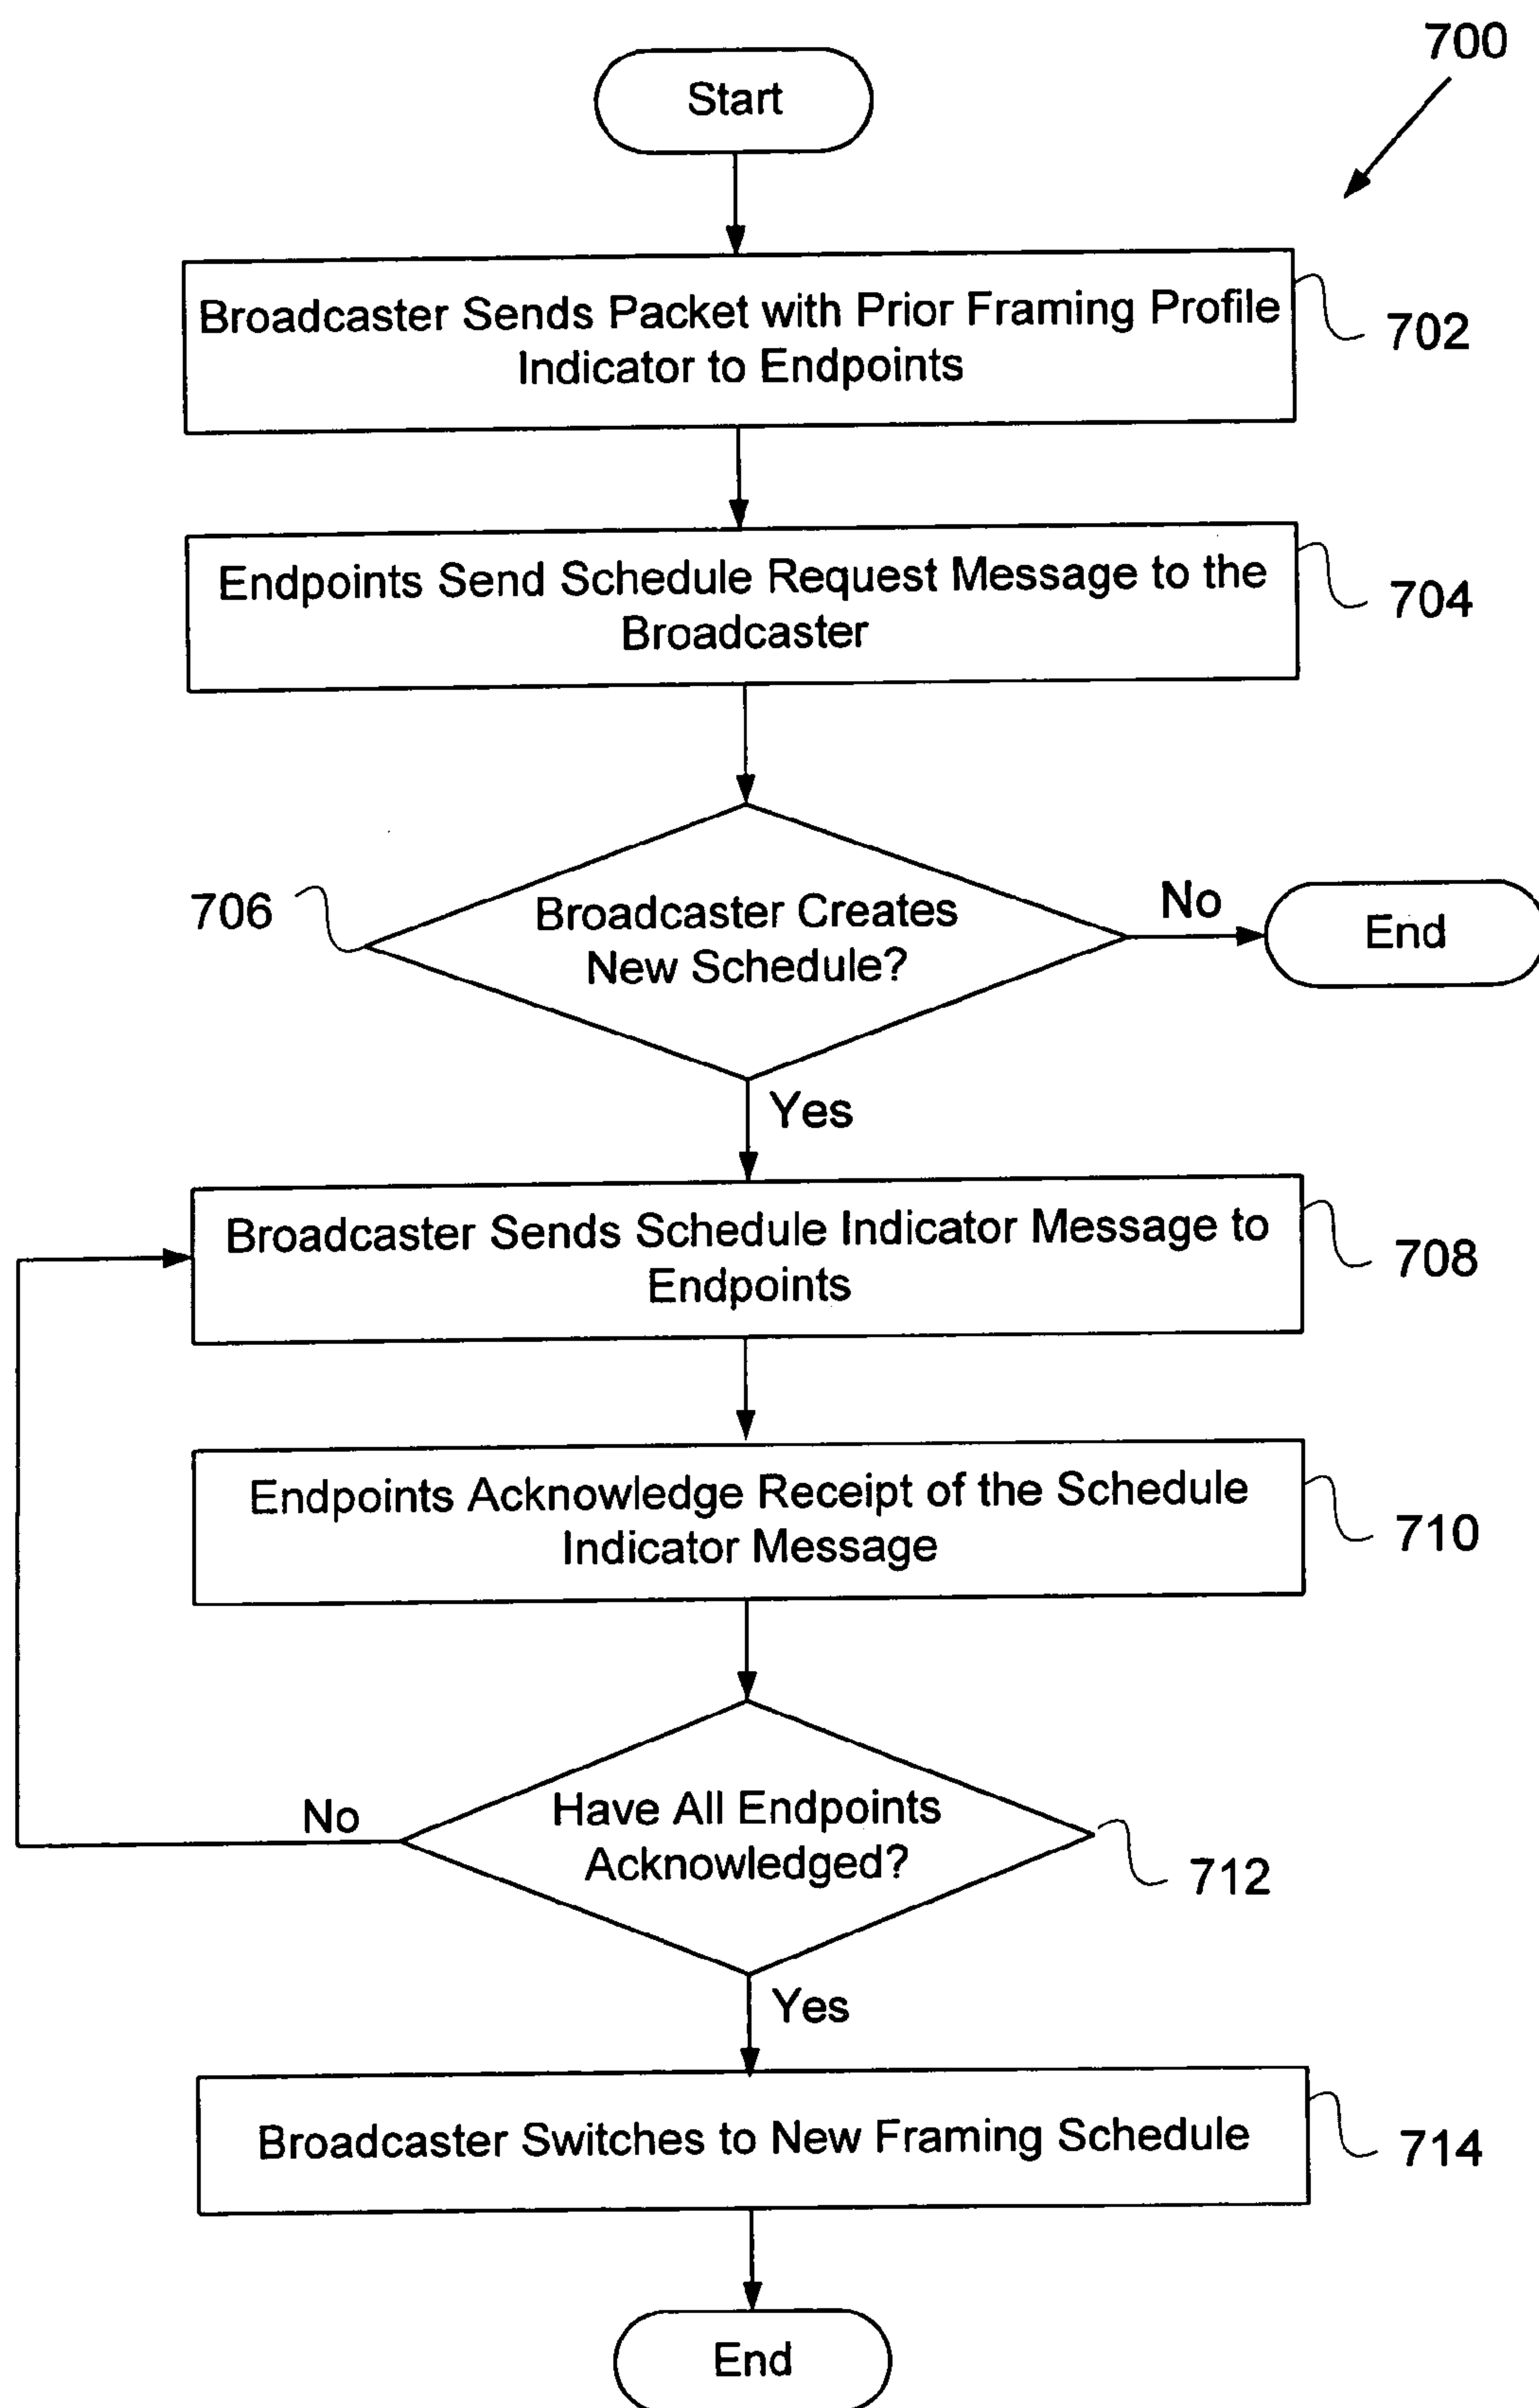 700
Start
Broadcaster Sends Packet with Prior Framing Profile
Indicator to Endpoints
702
Endpoints Send Schedule Request Message to the
Broadcaster
704
706
Broadcaster Creates
New Schedule?
No
End
Yes
Broadcaster Sends Schedule Indicator Message to
Endpoints
708
Endpoints Acknowledge Receipt of the Schedule
Indicator Message
710
No
Have All Endpoints
Acknowledged?
712
Yes
Broadcaster Switches to New Framing Schedule
714
End